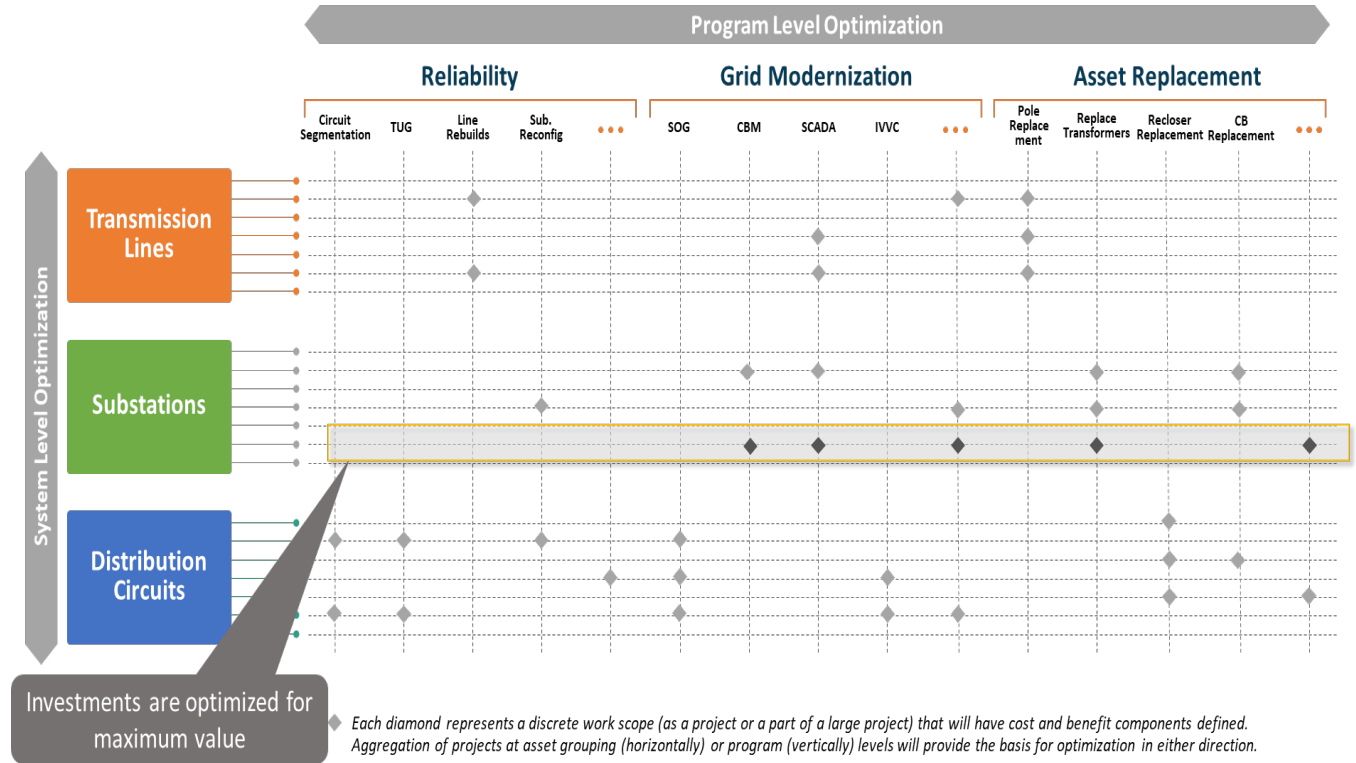 Program Level Optimization
Reliability
Grid Modernization
Asset Replacement
Circuit
Segmentation
TUG
Line
Rebuilds
Sub.
Reconfig
SOG
CBM
SCADA
IVVC
Pole
Replace
ment
Replace
Transformers
Recloser
Replacement
CB
Replacement
System Level Optimization
Transmission
Lines
Substations
Distribution
Circuits
Investments are optimized for
maximum value
Each diamond represents a discrete work scope (as a project or a part of a large project) that will have cost and benefit components defined.
Aggregation of projects at asset grouping (horizontally) or program (vertically) levels will provide the basis for optimization in either direction.